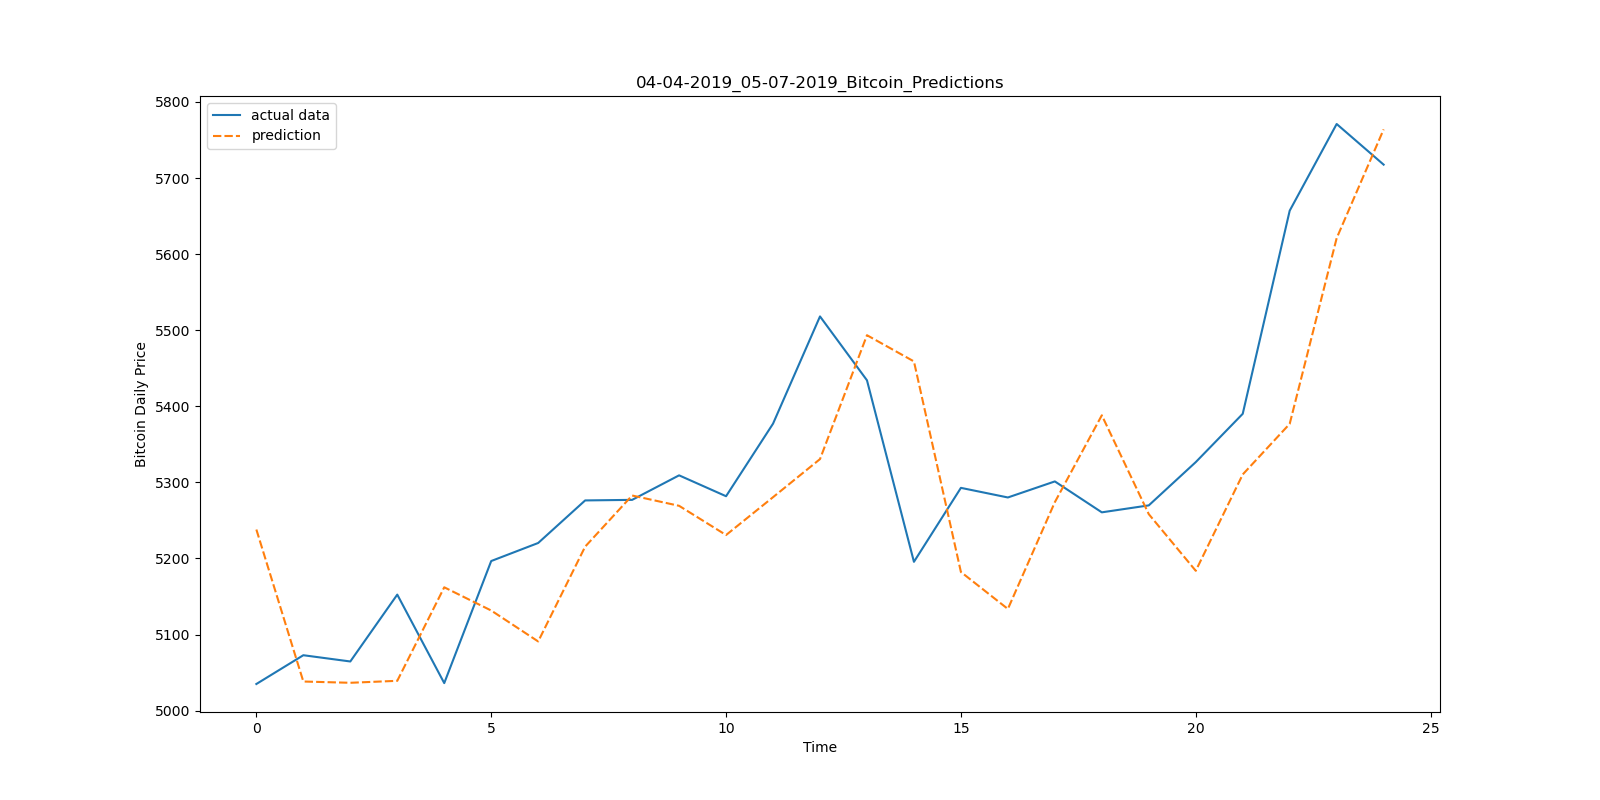 04-04-2019_05-07-2019_Bitcoin_Predictions
actual data
prediction
Bitcoin Daily Price
5800
5700
5600
5500
5400
5300
5200
5100
5000
0 5 10 15 20 25
Time